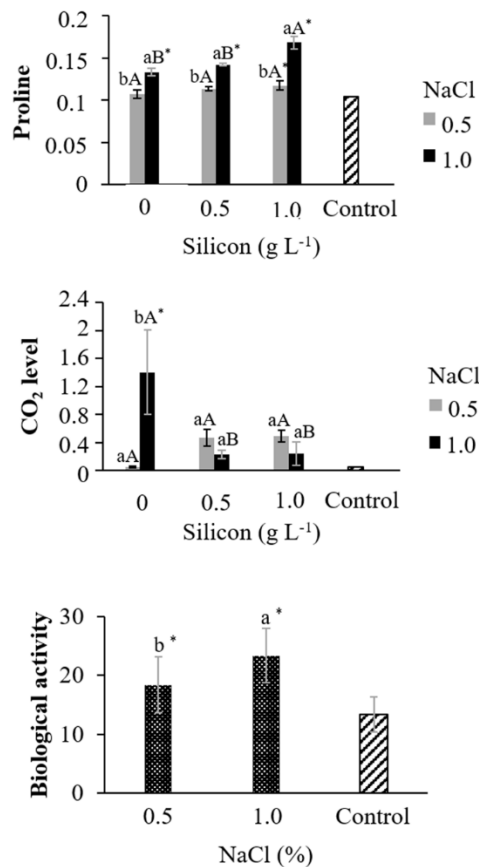 0.2
0.15
0.1
0.05
0
Proline
bA
aB*
bA
aB*
bA*
aA*
NaCl
0.5
1.0
0
0.5
1.0
Control
Silicon (g L-1)
2.4
2
1.6
1.2
0.8
0.4
0
CO2 level
aA
bA*
aA
aB
aA
aB
NaCl
0.5
1.0
0
0.5
1.0
Control
Silicon (g L-1)
30
20
10
0
Biological activity
b *
a *
0.5
1.0
Control
NaCl (%)